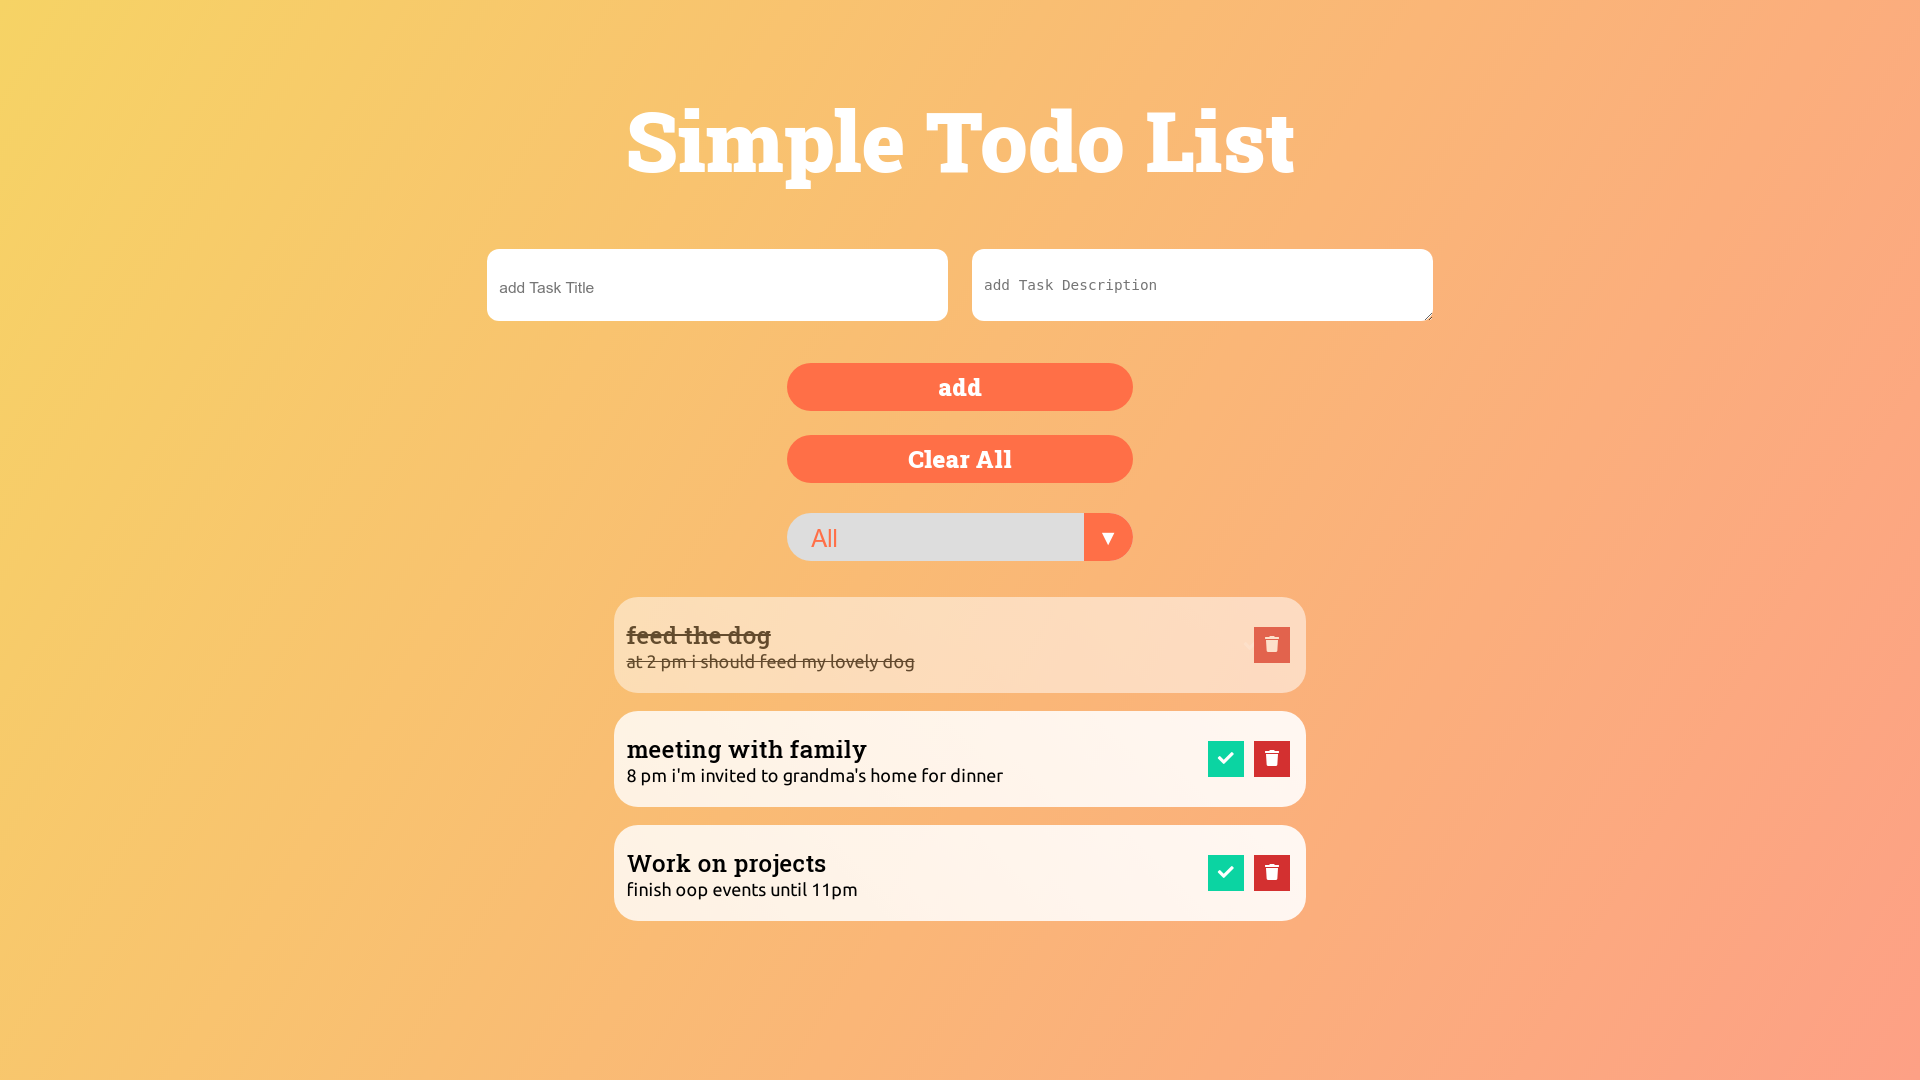 Simple Todo List
add Task Title
add Task Description
add
Clear All
All
feed the dog
at 2 pm i should feed my lovely dog
meeting with family
8 pm i'm invited to grandma's home for dinner
Work on projects
finish oop events until 11pm